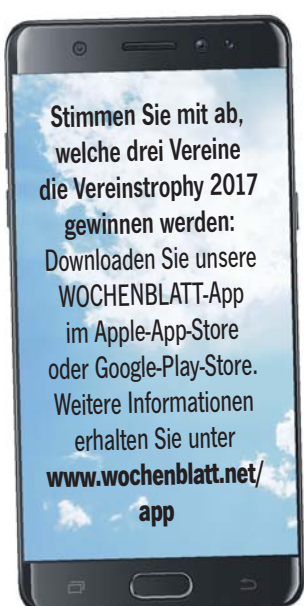 Stimmen Sie mit ab,
welche drei Vereine
die Vereinstrophy 2017
gewinnen werden:
Downloaden Sie unsere
WOCHENBLATT-App
im Apple-App-Store
oder Google-Play-Store.
Weitere Informationen
erhalten Sie unter
www.wochenblatt.net/
app